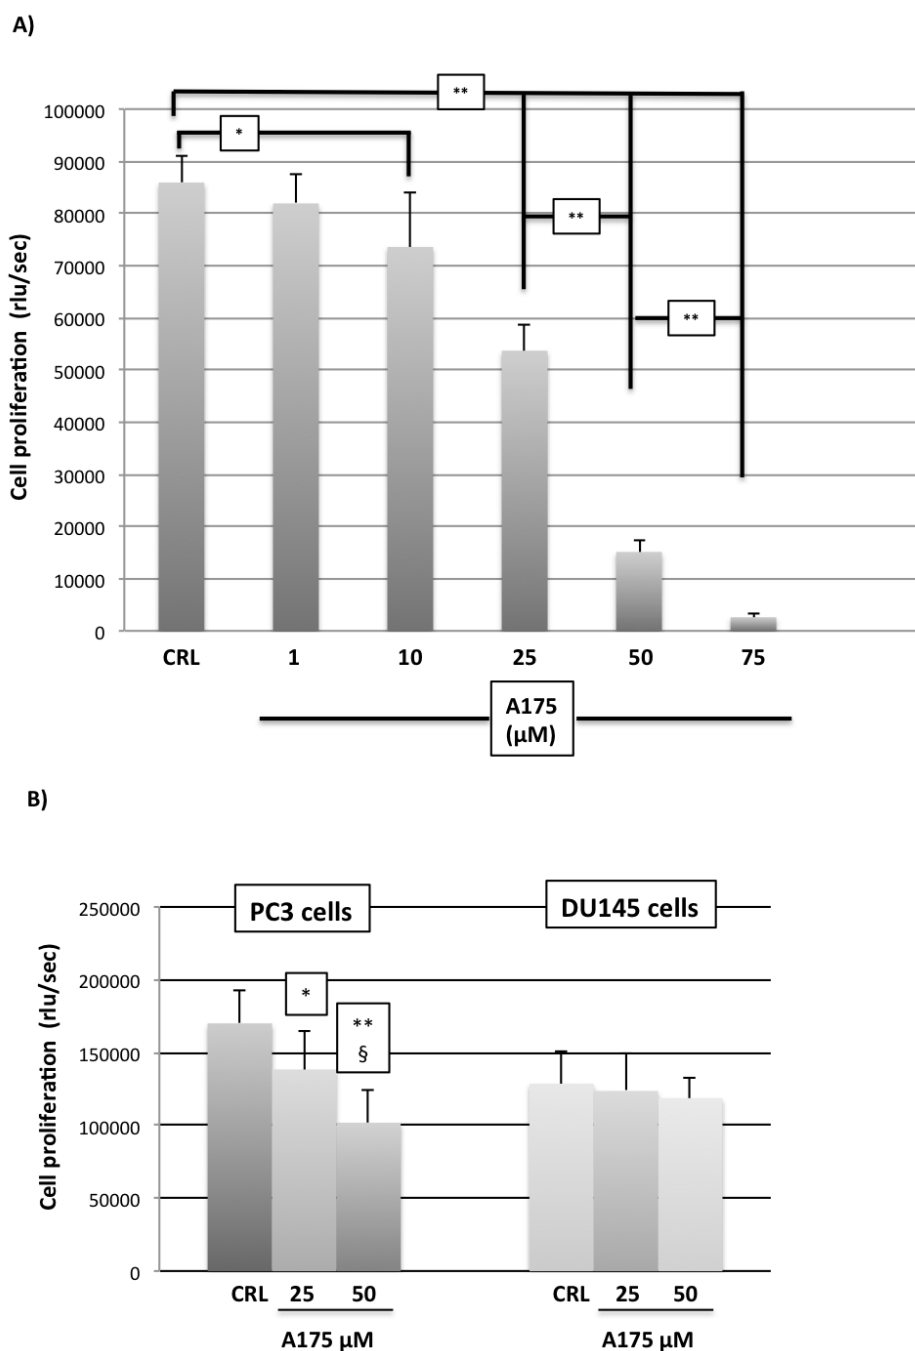 A)
**
100000
*
90000
80000
**
70000
60000
**
50000
40000
30000
20000
10000
0
Cell proliferation (rlu/sec)
CRL 1 10 25 50 75
A175
(μM)
B)
PC3 cells DU145 cells
250000
200000
*
**
§
150000
100000
50000
0
Cell proliferation (rlu/sec)
CRL 25 50 CRL 25 50
A175 μM A175 μM